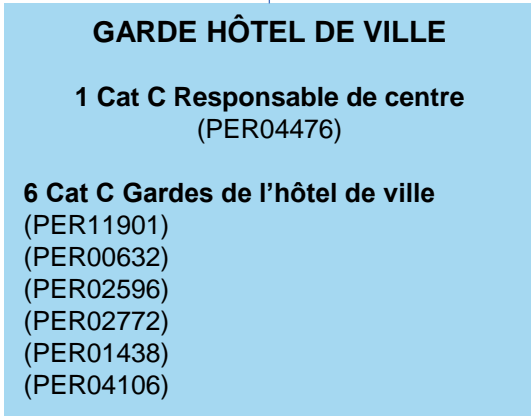 GARDE HÔTEL DE VILLE
1 Cat C Responsable de centre
(PER04476)
6 Cat C Gardes de l’hôtel de ville
(PER11901)
(PER00632)
(PER02596)
(PER02772)
(PER01438)
(PER04106)